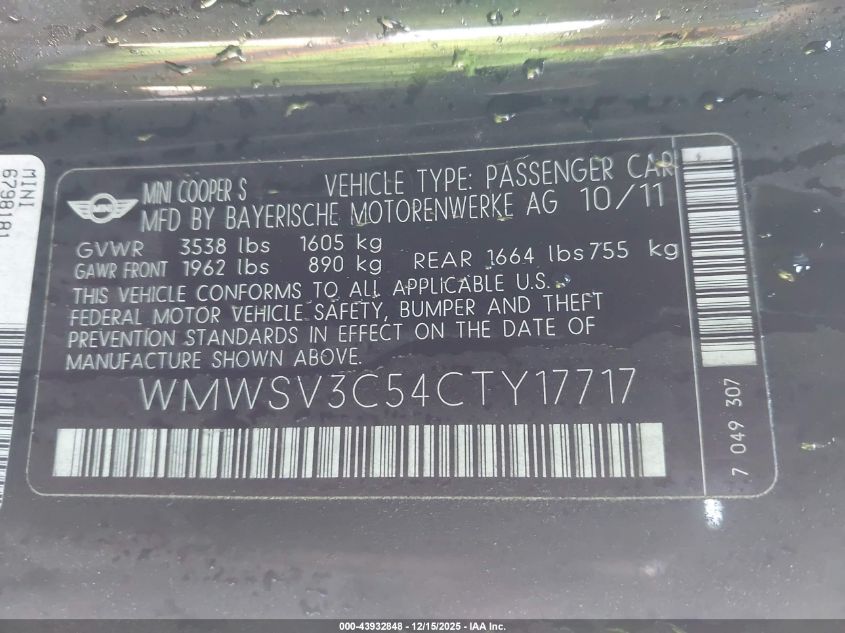 MINI
6798181
MINI COOPER S VEHICLE TYPE: PASSENGER CAR
MINI
MFD BY BAYERISCHE MOTORENWERKE AG 10/11
GVWR 3538 lbs 1605 kg
GAWR FRONT 1962 lbs 890 kg REAR 1664 lbs 755 kg
THIS VEHICLE CONFORMS TO ALL APPLICABLE U.S.
FEDERAL MOTOR VEHICLE SAFETY, BUMPER AND THEFT
PREVENTION STANDARDS IN EFFECT ON THE DATE OF
MANUFACTURE SHOWN ABOVE.
WMWSV3C54CTY17717
7 049 307
000-43932848 - 12/15/2025 - IAA Inc.